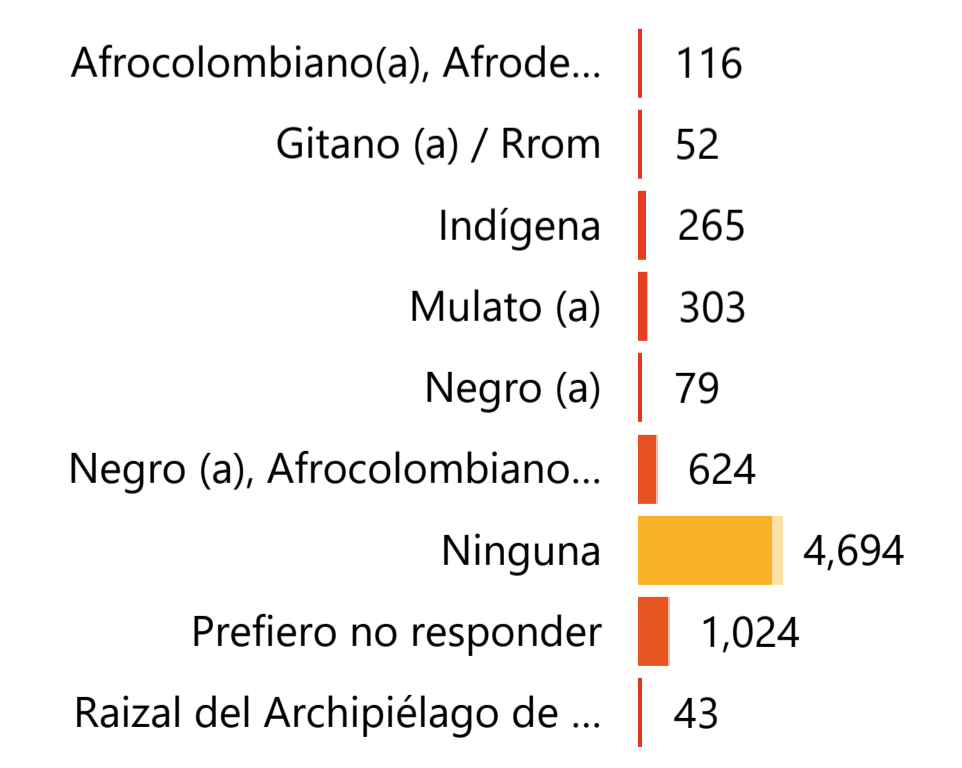 Afrocolombiano(a), Afrode... 116
Gitano (a) / Rrom 52
Indígena 265
Mulato (a) 303
Negro (a) 79
Negro (a), Afrocolombiano... 624
Ninguna 4,694
Prefiero no responder 1,024
Raizal del Archipiélago de ... 43